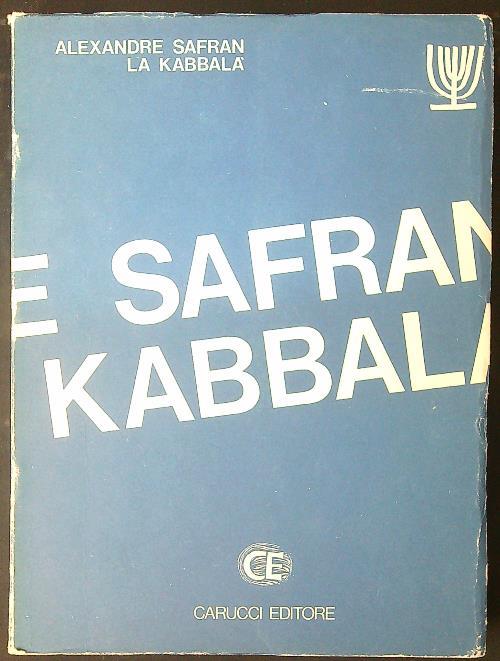 ALEXANDRE SAFRAN
LA KABBALÀ
E SAFRAN
KABBALA
CE
CARUCCI EDITORE